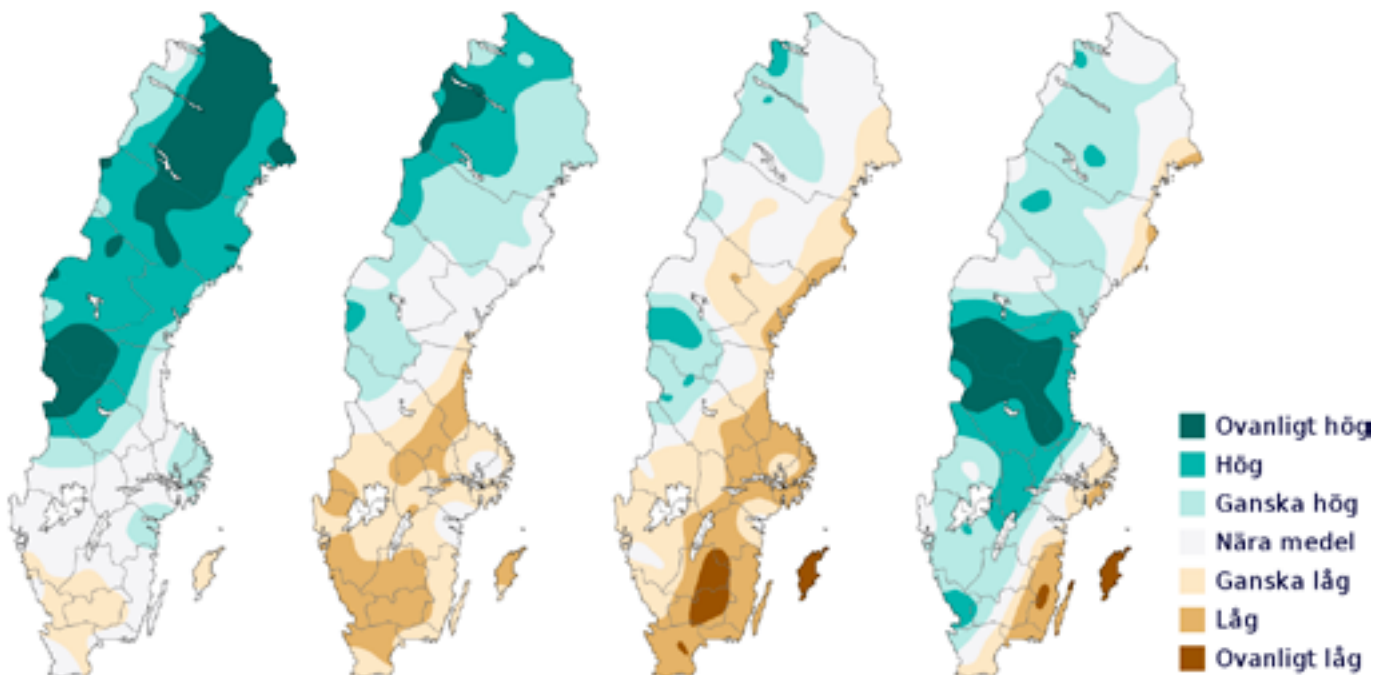 Ovanligt hög
Hög
Ganska hög
Nära medel
Ganska låg
Låg
Ovanligt låg